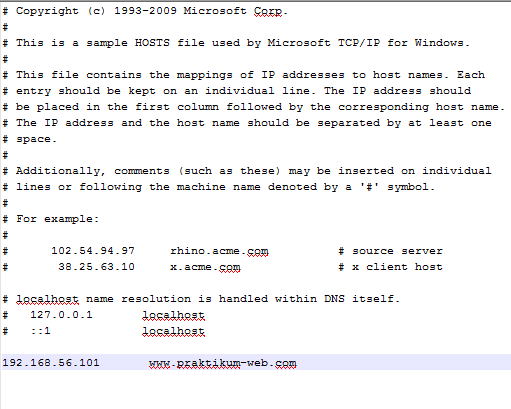 # Copyright (c) 1993-2009 Microsoft Corp.
#
# This is a sample HOSTS file used by Microsoft TCP/IP for Windows.
#
# This file contains the mappings of IP addresses to host names. Each
# entry should be kept on an individual line. The IP address should
# be placed in the first column followed by the corresponding host name.
# The IP address and the host name should be separated by at least one
# space.
#
# Additionally, comments (such as these) may be inserted on individual
# lines or following the machine name denoted by a '#' symbol.
#
# For example:
#
#      102.54.94.97     rhino.acme.com          # source server
#       38.25.63.10     x.acme.com              # x client host

# localhost name resolution is handled within DNS itself.
#   127.0.0.1       localhost
#   ::1             localhost

192.168.56.101       www.praktikum-web.com